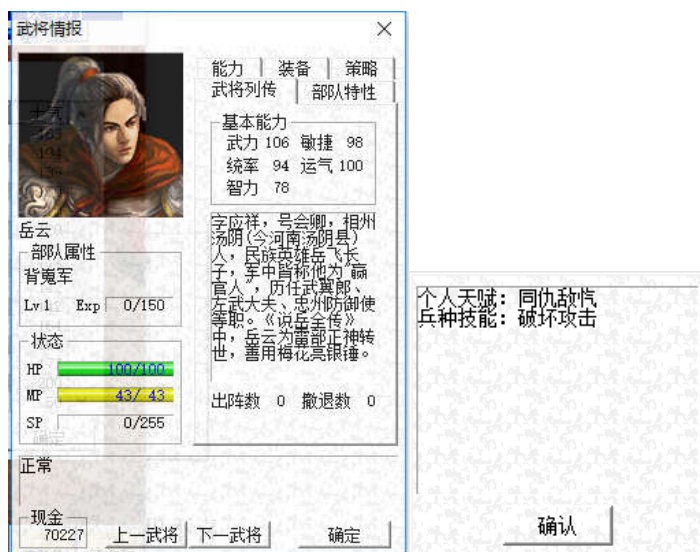 武将情报
能力 装备 策略
武将列传 部队特性
基本能力
武力 106 敏捷 98
统率 94 运气 100
智力 78
岳云
部队属性
背嵬军
Lv 1 Exp 0/150
状态
HP 100/100
MP 43/ 43
SP 0/255
字应祥，号会卿，相州
汤阴(今河南汤阴县)
人，民族英雄岳飞长
子，军中皆称他为"赢
官人"，历任武翼郎、
左武大夫、忠州防御使
等职。《说岳全传》
中，岳云为雷部正神转
世，善用梅花亮银锤。
出阵数 0 撤退数 0
正常
现金
70227
上一武将 下一武将 确定
个人天赋：同仇敌忾
兵种技能：破坏攻击
确认